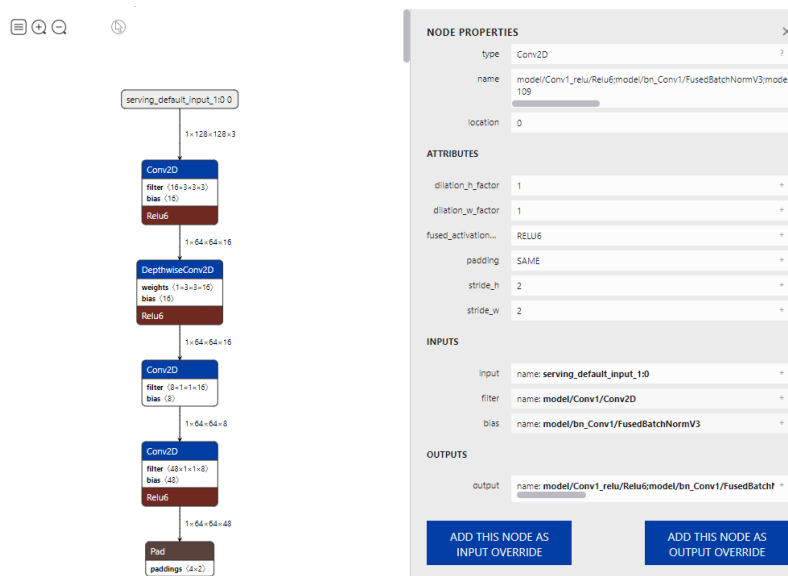 serving_default_input_1:0 0
1×128×128×3
Conv2D
filter ⟨16×3×3×3⟩
bias ⟨16⟩
Relu6
1×64×64×16
DepthwiseConv2D
weights ⟨1×3×3×16⟩
bias ⟨16⟩
Relu6
1×64×64×16
Conv2D
filter ⟨8×1×1×16⟩
bias ⟨8⟩
1×64×64×8
Conv2D
filter ⟨48×1×1×8⟩
bias ⟨48⟩
Relu6
1×64×64×48
Pad
paddings ⟨4×2⟩
NODE PROPERTIES ×
type Conv2D ?
name model/Conv1_relu/Relu6;model/bn_Conv1/FusedBatchNormV3;mode
109
location 0
ATTRIBUTES
dilation_h_factor 1 +
dilation_w_factor 1 +
fused_activation... RELU6 +
padding SAME +
stride_h 2 +
stride_w 2 +
INPUTS
input name: serving_default_input_1:0 +
filter name: model/Conv1/Conv2D +
bias name: model/bn_Conv1/FusedBatchNormV3 +
OUTPUTS
output name: model/Conv1_relu/Relu6;model/bn_Conv1/FusedBatchN +
ADD THIS NODE AS
INPUT OVERRIDE
ADD THIS NODE AS
OUTPUT OVERRIDE